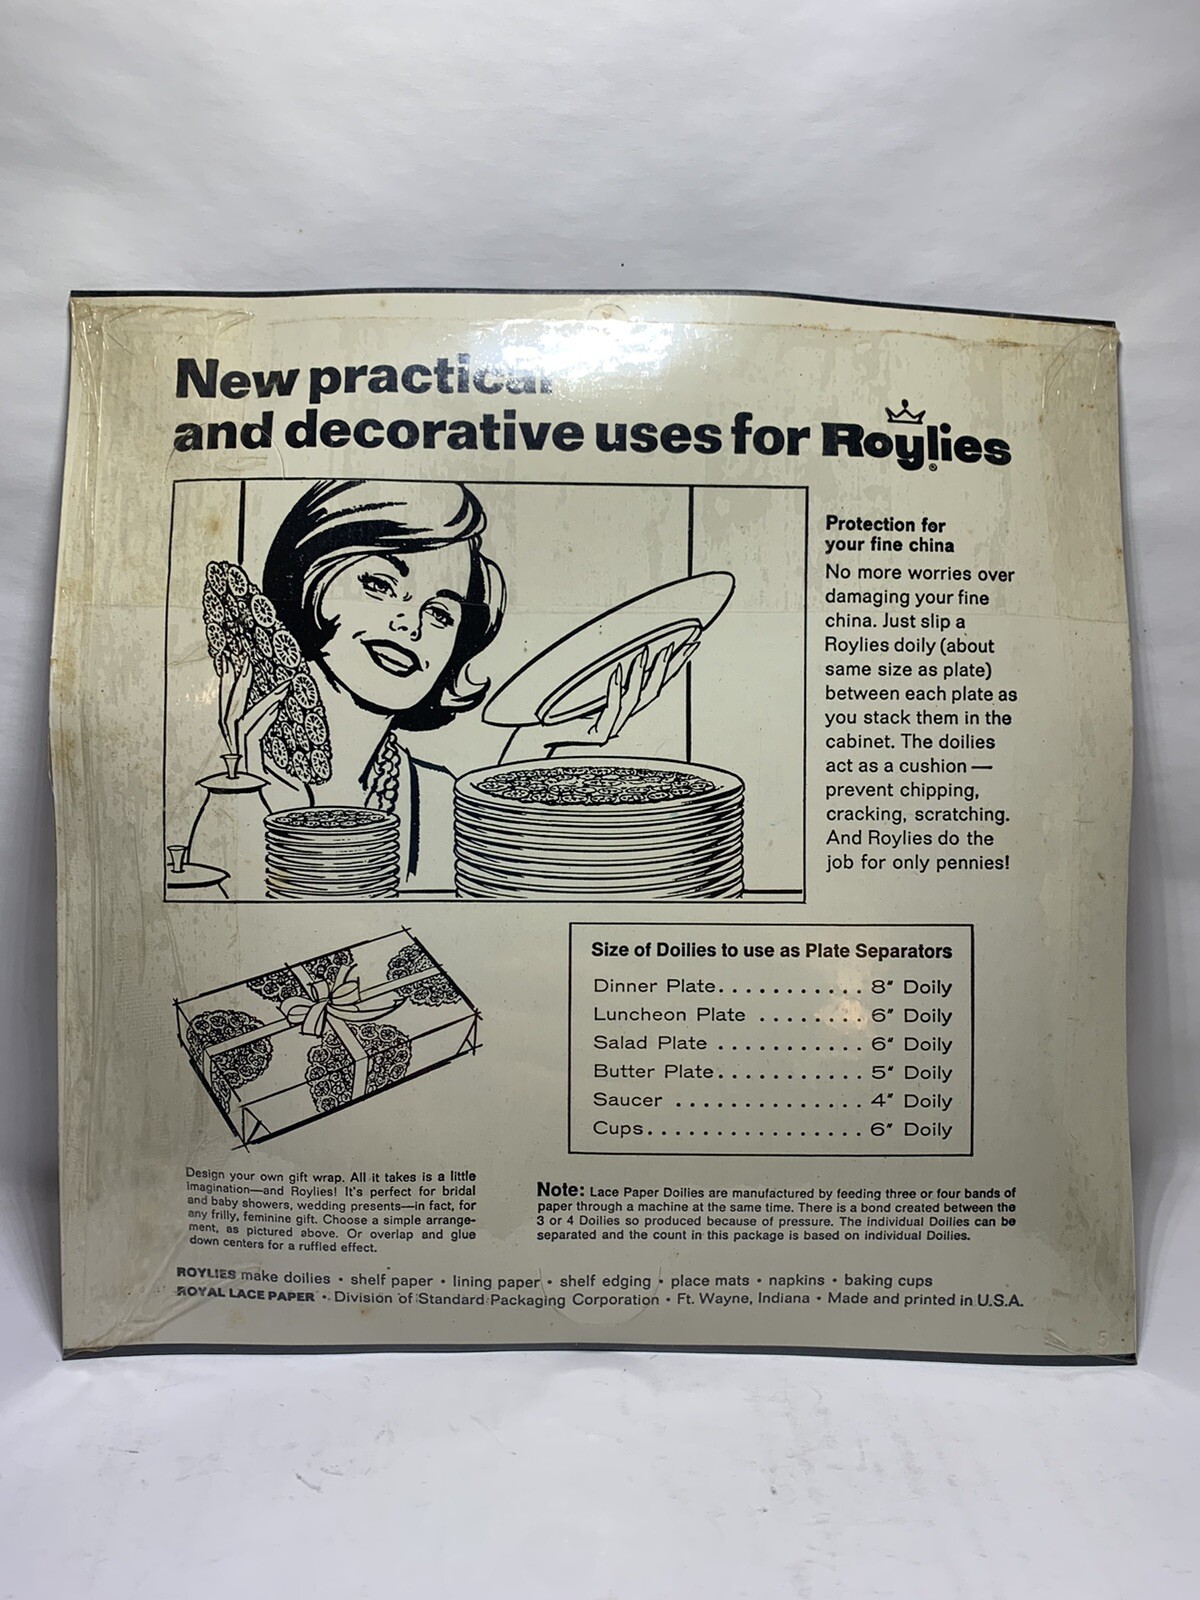 New practical
and decorative uses for Roylies®
Protection for
your fine china
No more worries over
damaging your fine
china. Just slip a
Roylies doily (about
same size as plate)
between each plate as
you stack them in the
cabinet. The doilies
act as a cushion —
prevent chipping,
cracking, scratching.
And Roylies do the
job for only pennies!
Size of Doilies to use as Plate Separators
Dinner Plate........... 8" Doily
Luncheon Plate ........ 6" Doily
Salad Plate ........... 6" Doily
Butter Plate........... 5" Doily
Saucer .............. 4" Doily
Cups................ 6" Doily
Design your own gift wrap. All it takes is a little
imagination—and Roylies! It's perfect for bridal
and baby showers, wedding presents—in fact, for
any frilly, feminine gift. Choose a simple arrange-
ment, as pictured above. Or overlap and glue
down centers for a ruffled effect.
Note: Lace Paper Doilies are manufactured by feeding three or four bands of
paper through a machine at the same time. There is a bond created between the
3 or 4 Doilies so produced because of pressure. The individual Doilies can be
separated and the count in this package is based on individual Doilies.
ROYLIES make doilies • shelf paper • lining paper • shelf edging • place mats • napkins • baking cups
ROYAL LACE PAPER • Division of Standard Packaging Corporation • Ft. Wayne, Indiana • Made and printed in U.S.A.
5